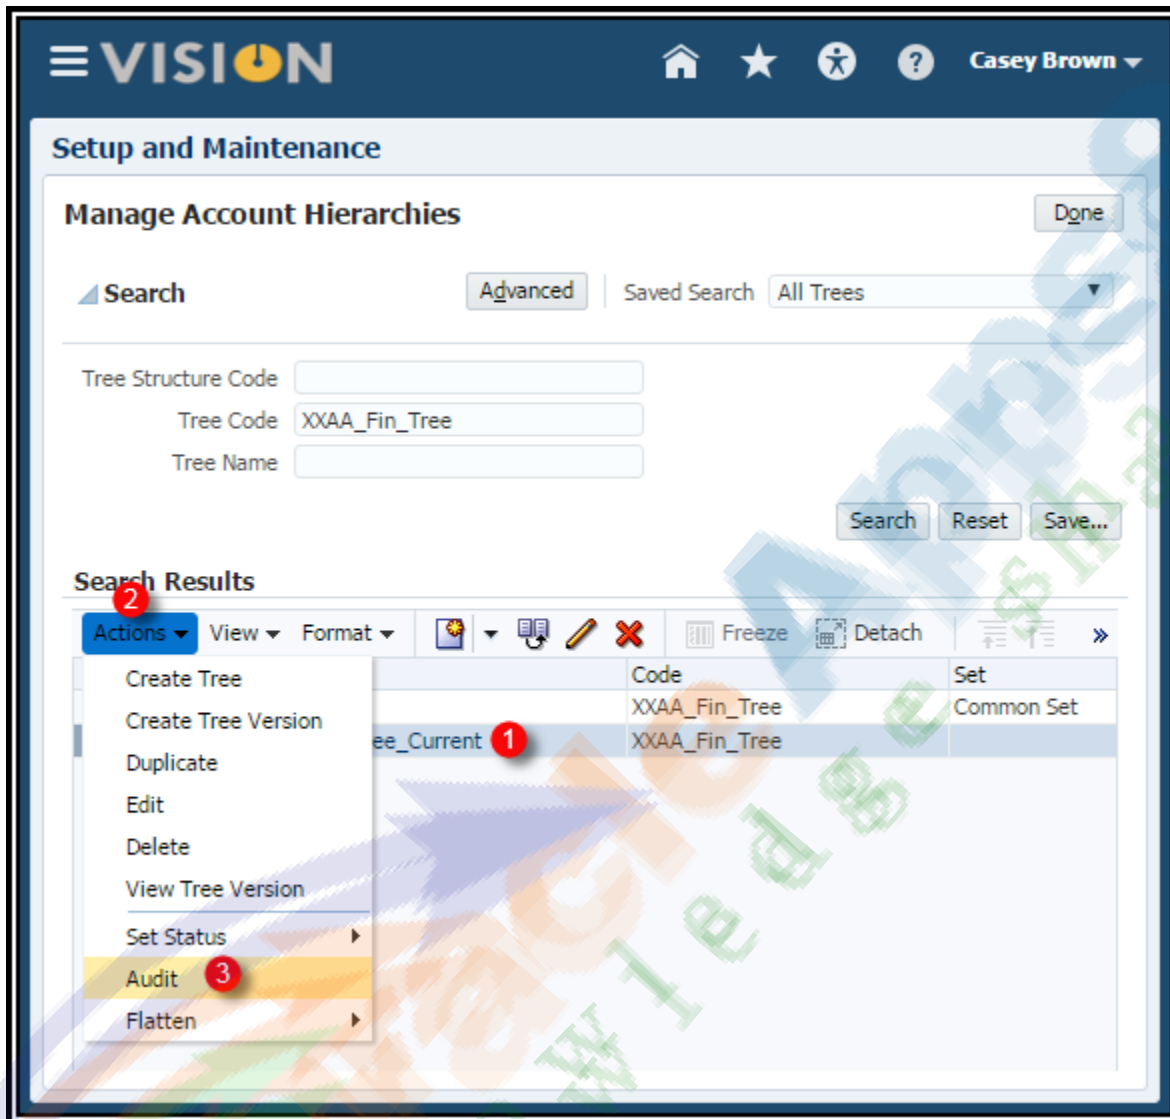 VISION
Casey Brown
Setup and Maintenance
Manage Account Hierarchies
Done
Search
Advanced
Saved Search All Trees
Tree Structure Code
Tree Code XXAA_Fin_Tree
Tree Name
Search Reset Save...
Search Results
2
Actions View Format Freeze Detach
Code Set
XXAA_Fin_Tree Common Set
ee_Current 1 XXAA_Fin_Tree
Create Tree
Create Tree Version
Duplicate
Edit
Delete
View Tree Version
Set Status
Audit 3
Flatten